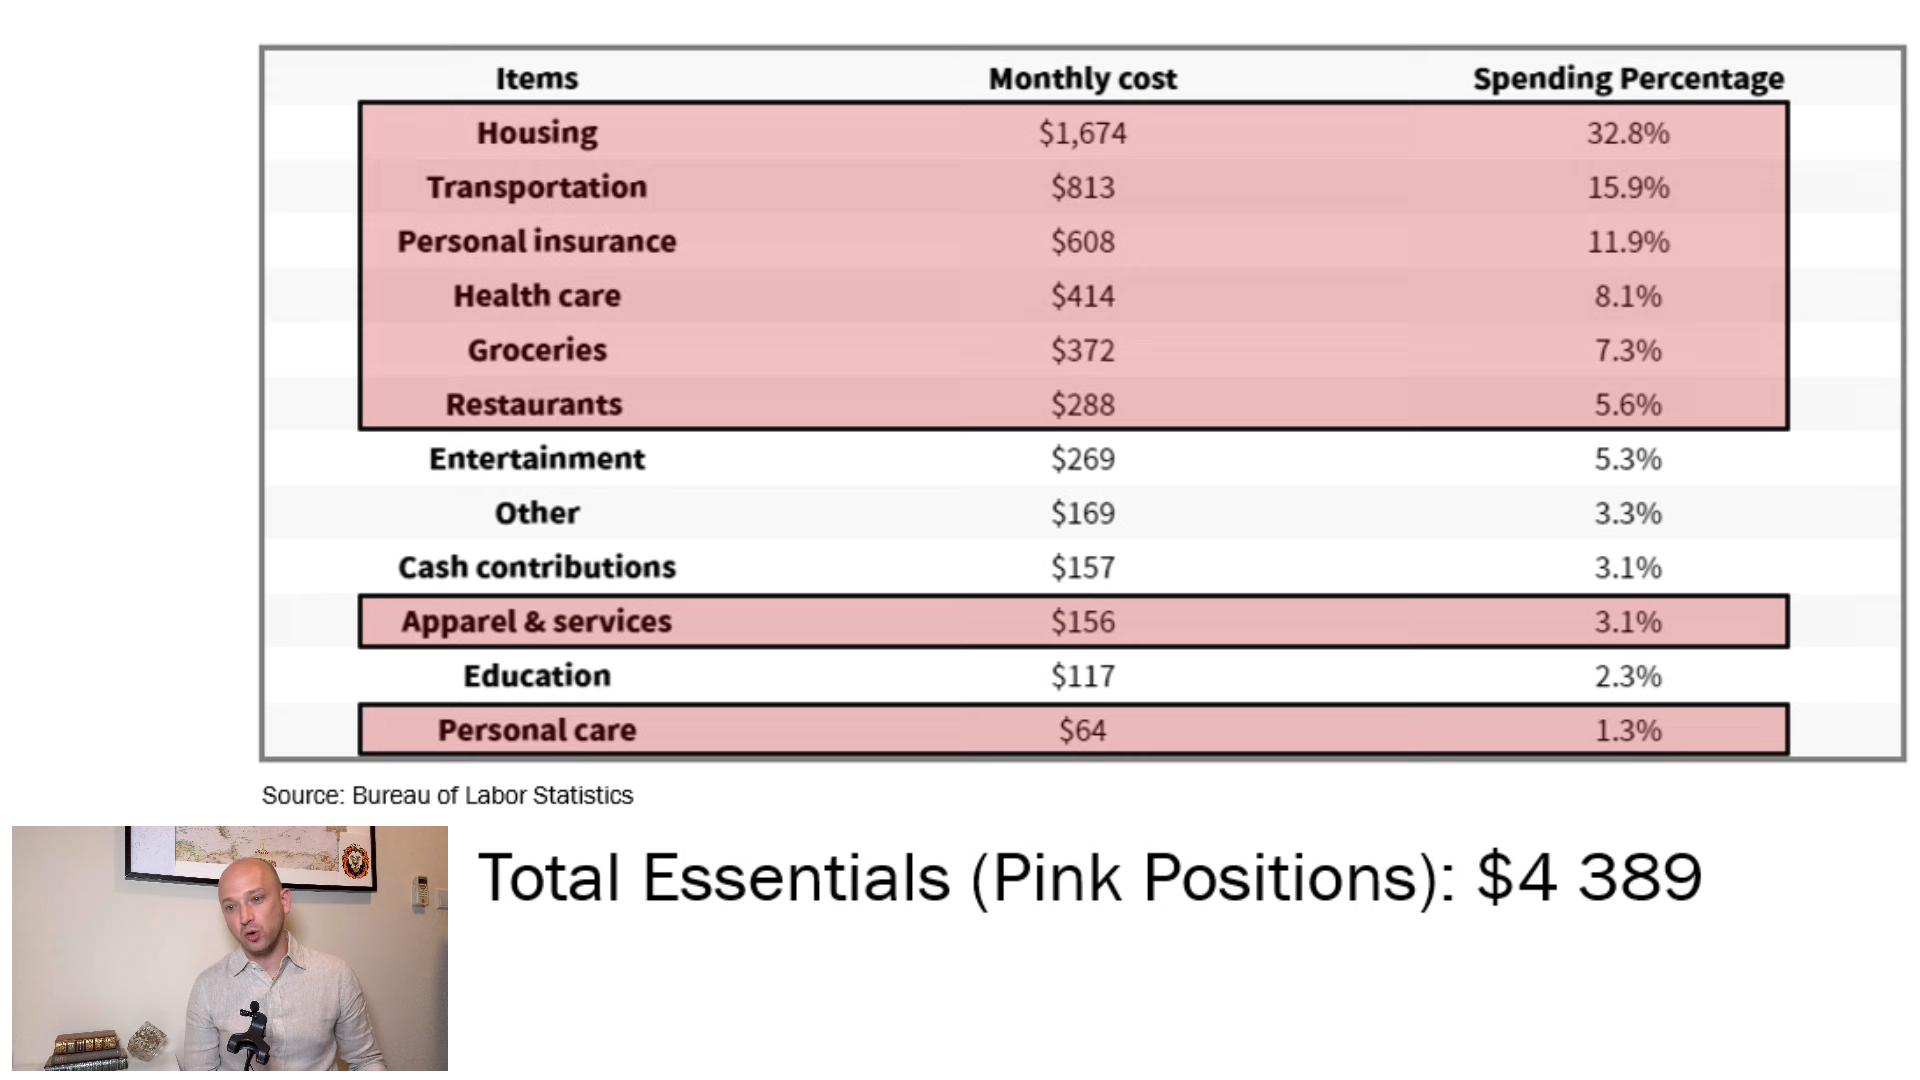 Items Monthly cost Spending Percentage
Housing $1,674 32.8%
Transportation $813 15.9%
Personal insurance $608 11.9%
Health care $414 8.1%
Groceries $372 7.3%
Restaurants $288 5.6%
Entertainment $269 5.3%
Other $169 3.3%
Cash contributions $157 3.1%
Apparel & services $156 3.1%
Education $117 2.3%
Personal care $64 1.3%
Source: Bureau of Labor Statistics
Total Essentials (Pink Positions): $4 389